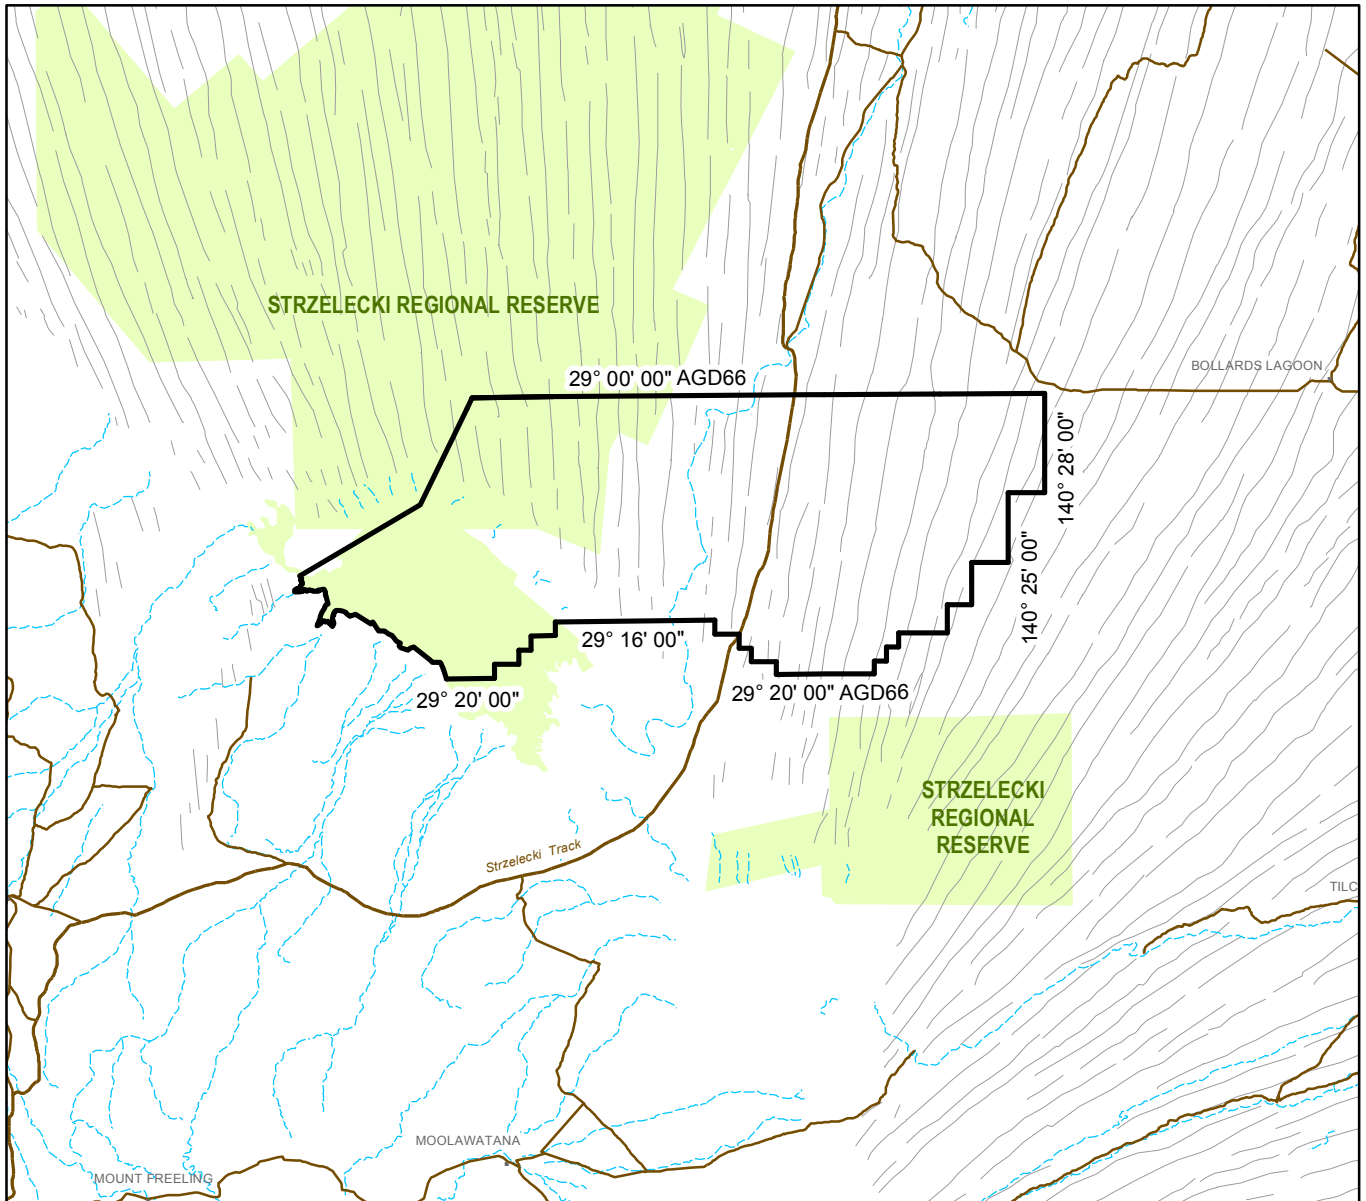 STRZELECKI REGIONAL RESERVE
BOLLARDS LAGOON
29° 00' 00" AGD66
140° 28' 00"
140° 25' 00"
29° 16' 00"
29° 20' 00"
29° 20' 00" AGD66
STRZELECKI
REGIONAL
RESERVE
Strzelecki Track
TILC
MOOLAWATANA
MOUNT FREELING